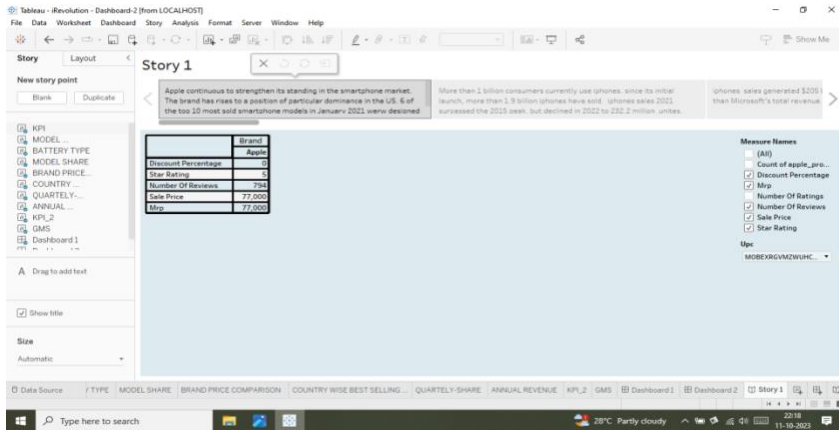 Tableau - iRevolution - Dashboard-2 [from LOCALHOST]
File Data Worksheet Dashboard Story Analysis Format Server Window Help
Show Me
Story Layout
New story point
Blank Duplicate
KPI
MODEL ...
BATTERY TYPE
MODEL SHARE
BRAND PRICE...
COUNTRY ...
QUARTELY-...
ANNUAL ...
KPI_2
GMS
Dashboard 1
A Drag to add text
Show title
Size
Automatic
Story 1
Apple continuous to strengthen its standing in the smartphone market.
The brand has rises to a position of particular dominance in the US. 6 of
the top 10 most sold smartphone models in January 2021 werw designed
More than 1 billion consumers currently use iphones. since its initial
launch, more than 1.9 billion iphones have sold. iphones sales 2021
surpassed the 2015 peak, but declined in 2022 to 232.2 million unites.
iphones sales generated $205
than Microsoft's total revenue.
Brand
Apple
Discount Percentage 0
Star Rating 5
Number Of Reviews 794
Sale Price 77,000
Mrp 77,000
Measure Names
(All)
Count of apple_pro...
Discount Percentage
Mrp
Number Of Ratings
Number Of Reviews
Sale Price
Star Rating
Upc
MOBEXRGVMZWUHC...
Data Source Y TYPE MODEL SHARE BRAND PRICE COMPARISON COUNTRY WISE BEST SELLING... QUARTELY-SHARE ANNUAL REVENUE KPI_2 GMS Dashboard 1 Dashboard 2 Story 1
Type here to search
28°C Partly cloudy
22:18
11-10-2023